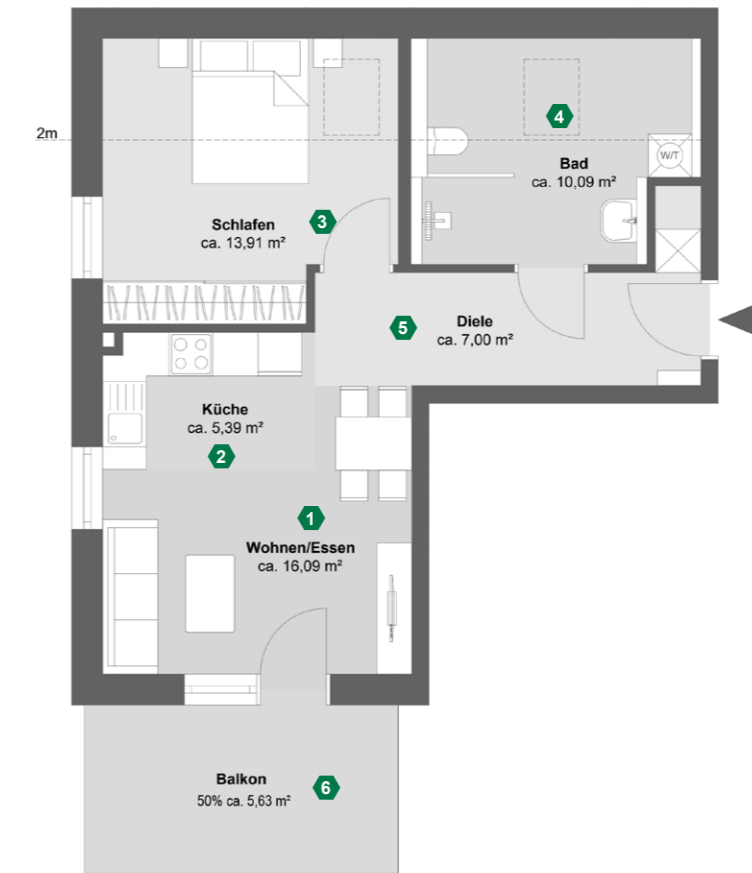 4
2m
W/T
Bad
ca. 10,09 m²
Schlafen
ca. 13,91 m²
3
5
Diele
ca. 7,00 m²
Küche
ca. 5,39 m²
2
1
Wohnen/Essen
ca. 16,09 m²
Balkon
50% ca. 5,63 m²
6